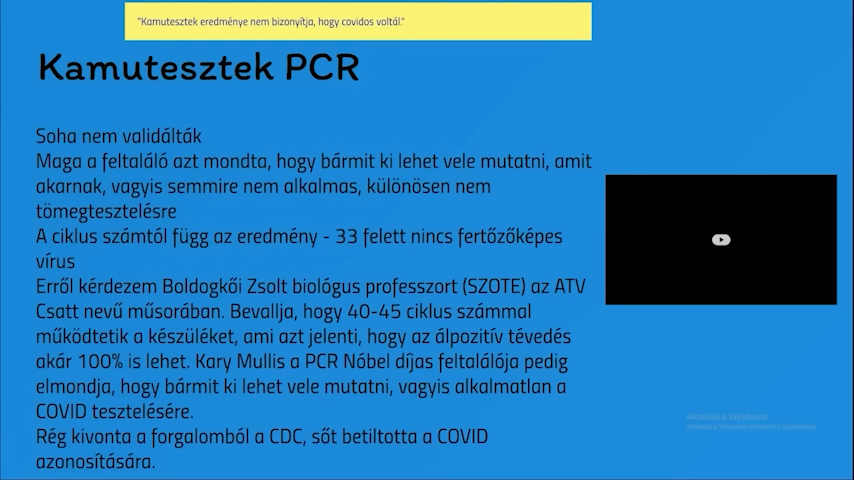 "Kamutesztek eredménye nem bizonyítja, hogy covidos voltál."
Kamutesztek PCR
Soha nem validálták
Maga a feltaláló azt mondta, hogy bármit ki lehet vele mutatni, amit
akarnak, vagyis semmire nem alkalmas, különösen nem
tömegtesztelésre
A ciklus számtól függ az eredmény - 33 felett nincs fertőzőképes
vírus
Erről kérdezem Boldogkői Zsolt biológus professzort (SZOTE) az ATV
Csatt nevű műsorában. Bevallja, hogy 40-45 ciklus számmal
működtetik a készüléket, ami azt jelenti, hogy az álpozitív tévedés
akár 100% is lehet. Kary Mullis a PCR Nóbel díjas feltalálója pedig
elmondja, hogy bármit ki lehet vele mutatni, vagyis alkalmatlan a
COVID tesztelésére.
Rég kivonta a forgalomból a CDC, sőt betiltotta a COVID
azonosítására.
Aktiválja a Windowst